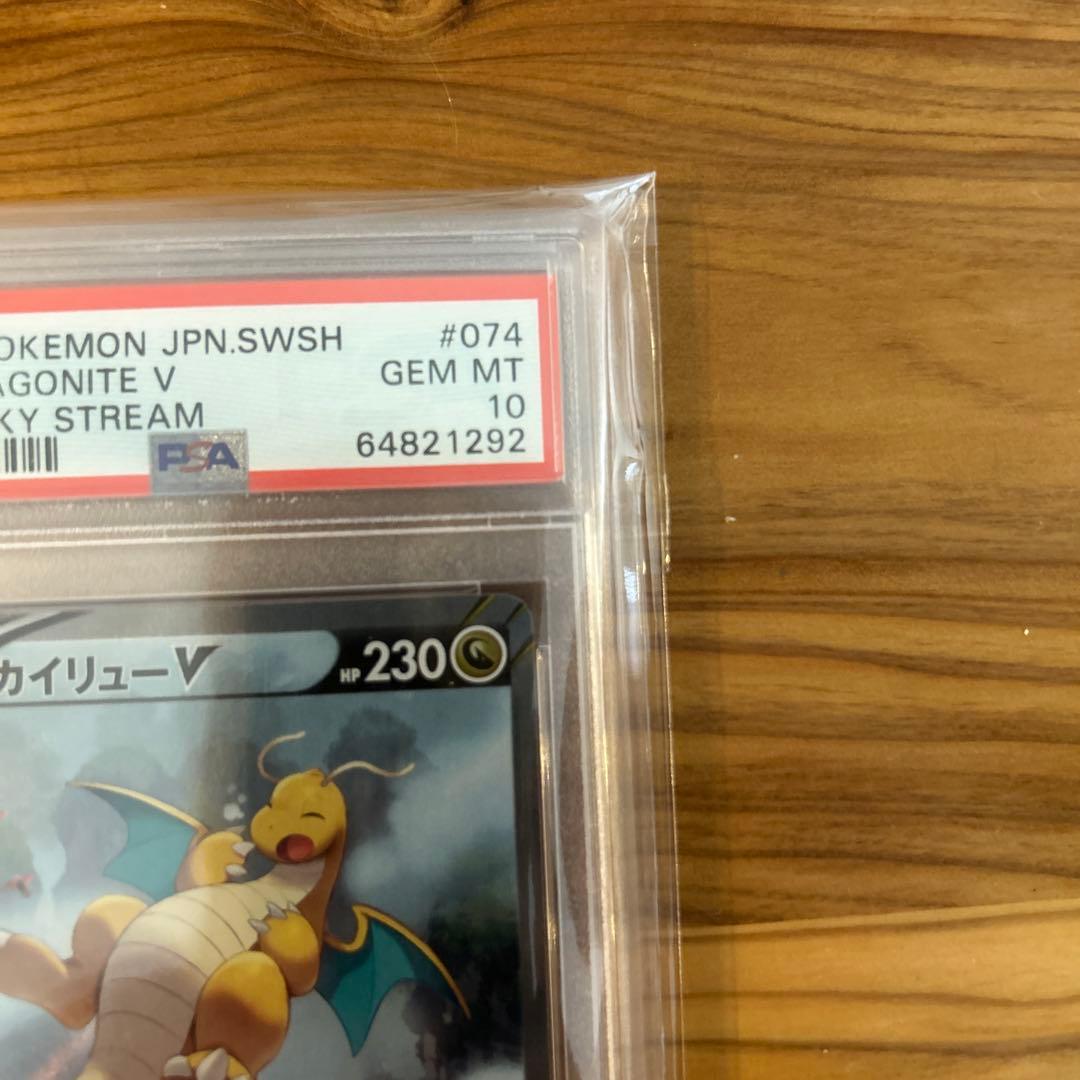 OKEMON JPN.SWSH #074
AGONITE V GEM MT
KY STREAM 10
PSA 64821292
カイリューV HP 230